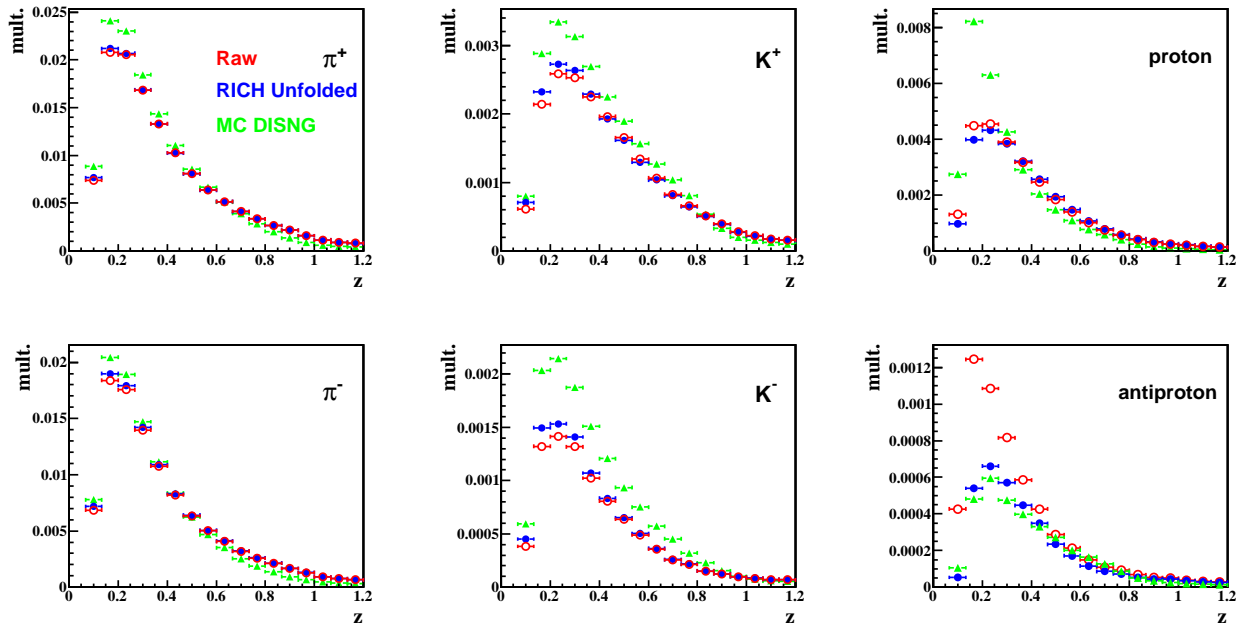 mult.
0.025
0.02
0.015
0.01
0.005
0
Raw
RICH Unfolded
MC DISNG
π+
0 0.2 0.4 0.6 0.8 1 1.2
z
mult.
0.003
0.002
0.001
0
K+
0 0.2 0.4 0.6 0.8 1 1.2
z
mult.
0.008
0.006
0.004
0.002
0
proton
0 0.2 0.4 0.6 0.8 1 1.2
z
mult.
0.02
0.015
0.01
0.005
0
π-
0 0.2 0.4 0.6 0.8 1 1.2
z
mult.
0.002
0.0015
0.001
0.0005
0
K-
0 0.2 0.4 0.6 0.8 1 1.2
z
mult.
0.0012
0.001
0.0008
0.0006
0.0004
0.0002
0
antiproton
0 0.2 0.4 0.6 0.8 1 1.2
z